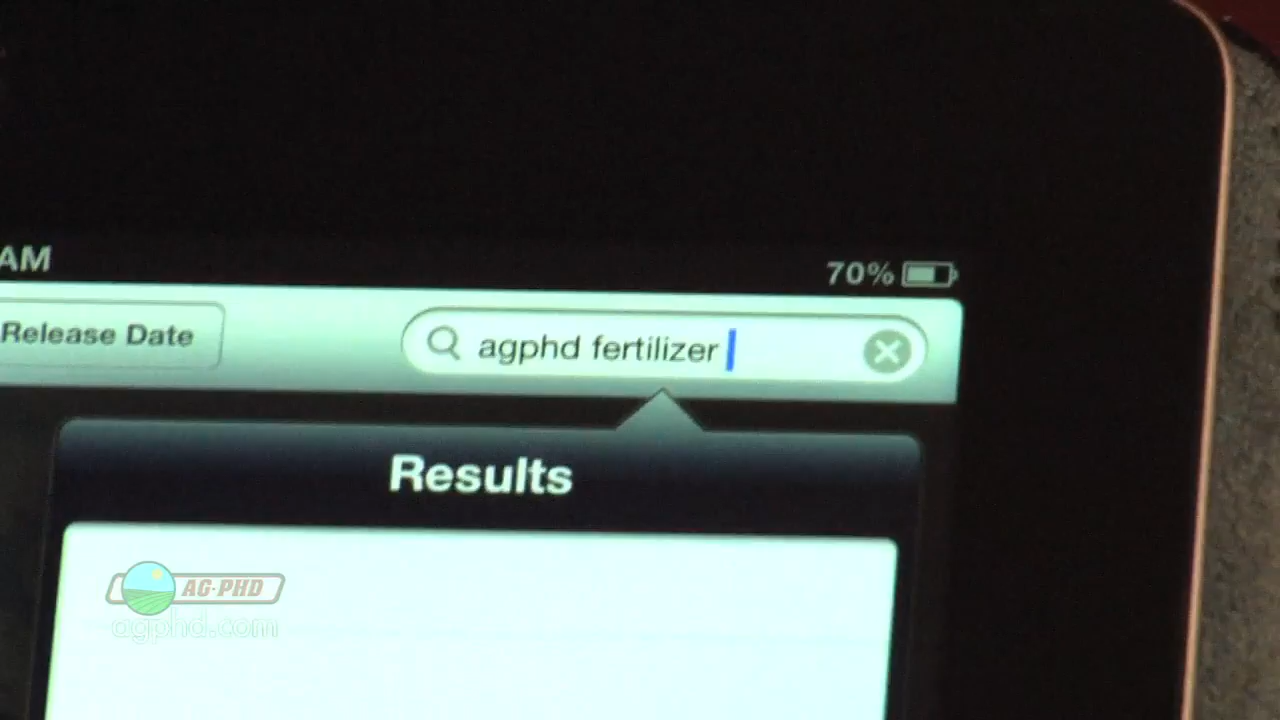 AM
70%
Release Date
agphd fertilizer
Results
AG·PHD
agphd.com